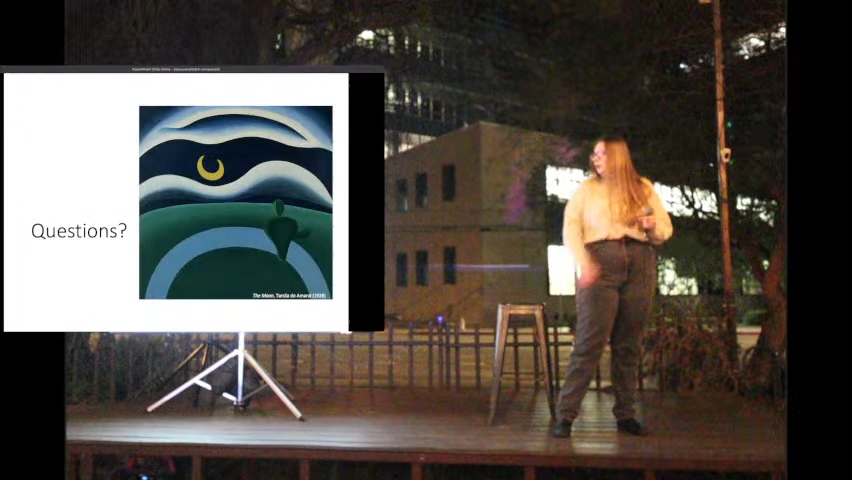 Questions?
The Moon, Tarsila do Amaral (1928)